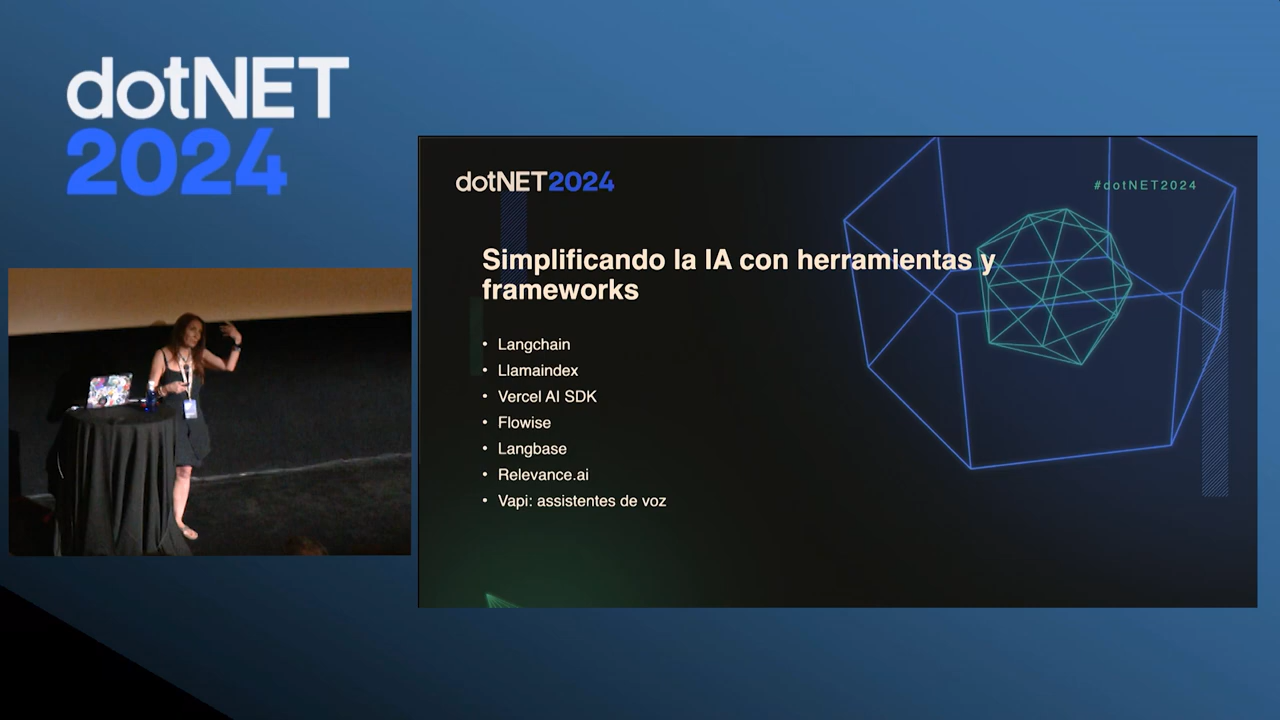 dotNET
2024
dotNET2024
#dotNET2024
Simplificando la IA con herramientas y
frameworks
• Langchain
• Llamaindex
• Vercel AI SDK
• Flowise
• Langbase
• Relevance.ai
• Vapi: assistentes de voz